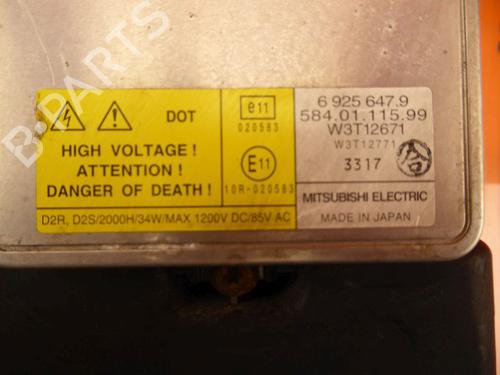 B-PARTS
DOT
HIGH VOLTAGE !
ATTENTION !
DANGER OF DEATH !
e11
020583
E11
10R-020583
D2R, D2S/2000H/34W/MAX 1200V DC/85V AC
6 925 647.9
584.01.115.99
W3T12671
W3T12771
3317 合
MITSUBISHI ELECTRIC
MADE IN JAPAN